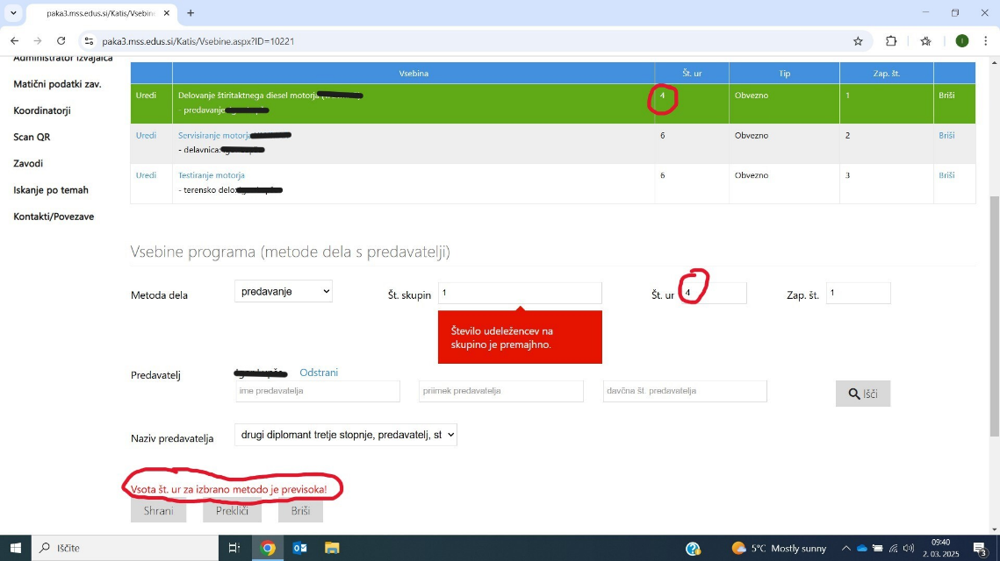 paka3.mss.edus.si/Katis/Vsebine
paka3.mss.edus.si/Katis/Vsebine.aspx?ID=10221
i
Administrator izvajalca
Matični podatki zav.
Koordinatorji
Scan QR
Zavodi
Iskanje po temah
Kontakti/Povezave
Vsebina Št. ur Tip Zap. št.
Uredi Delovanje štiritaktnega diesel motorja 4 Obvezno 1 Briši
- predavanje
Uredi Servisiranje motorja 6 Obvezno 2 Briši
- delavnica:
Uredi Testiranje motorja 6 Obvezno 3 Briši
- terensko delo:
Vsebine programa (metode dela s predavatelji)
Metoda dela predavanje Št. skupin 1 Št. ur 4 Zap. št. 1
Število udeležencev na
skupino je premajhno.
Predavatelj Odstrani
ime predavatelja priimek predavatelja davčna št. predavatelja Išči
Naziv predavatelja drugi diplomant tretje stopnje, predavatelj, st
Vsota št. ur za izbrano metodo je previsoka!
Shrani Prekliči Briši
Iščite 5°C Mostly sunny 09:40
2. 03. 2025 3